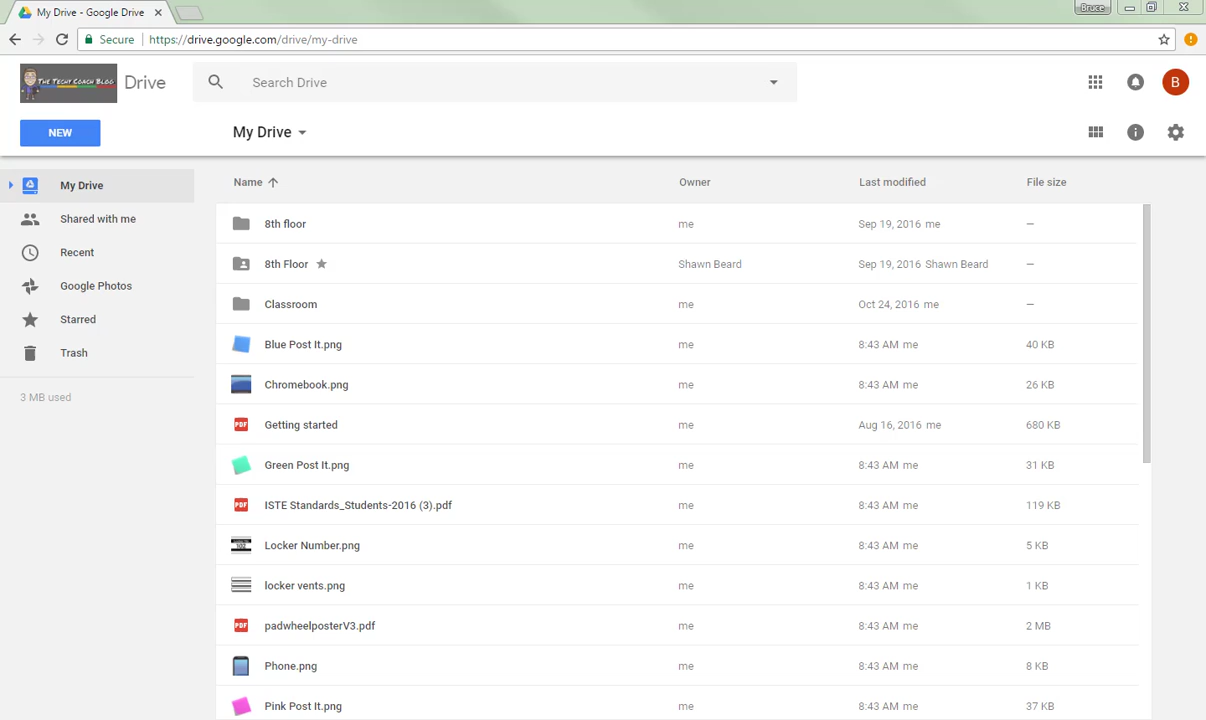 My Drive - Google Drive
Bruce
Secure https://drive.google.com/drive/my-drive
THE TECHY COACH BLOG Drive Search Drive
B
NEW My Drive
My Drive
Shared with me
Recent
Google Photos
Starred
Trash
3 MB used
Name Owner Last modified File size
8th floor me Sep 19, 2016 me —
8th Floor Shawn Beard Sep 19, 2016 Shawn Beard —
Classroom me Oct 24, 2016 me —
Blue Post It.png me 8:43 AM me 40 KB
Chromebook.png me 8:43 AM me 26 KB
PDF Getting started me Aug 16, 2016 me 680 KB
Green Post It.png me 8:43 AM me 31 KB
PDF ISTE Standards_Students-2016 (3).pdf me 8:43 AM me 119 KB
102 Locker Number.png me 8:43 AM me 5 KB
locker vents.png me 8:43 AM me 1 KB
PDF padwheelposterV3.pdf me 8:43 AM me 2 MB
Phone.png me 8:43 AM me 8 KB
Pink Post It.png me 8:43 AM me 37 KB